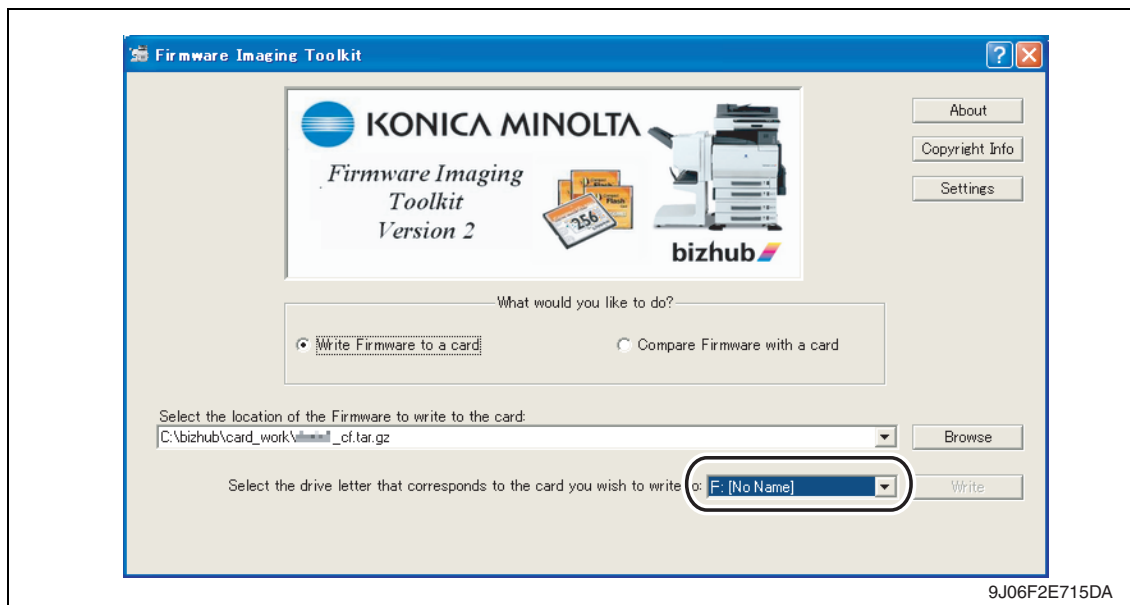 Firmware Imaging Toolkit
KONICA MINOLTA
Firmware Imaging
Toolkit
Version 2
256
bizhub
About
Copyright Info
Settings
What would you like to do?
Write Firmware to a card
Compare Firmware with a card
Select the location of the Firmware to write to the card:
C:\bizhub\card_work\ _cf.tar.gz
Browse
Select the drive letter that corresponds to the card you wish to write o: F: [No Name]
Write
9J06F2E715DA